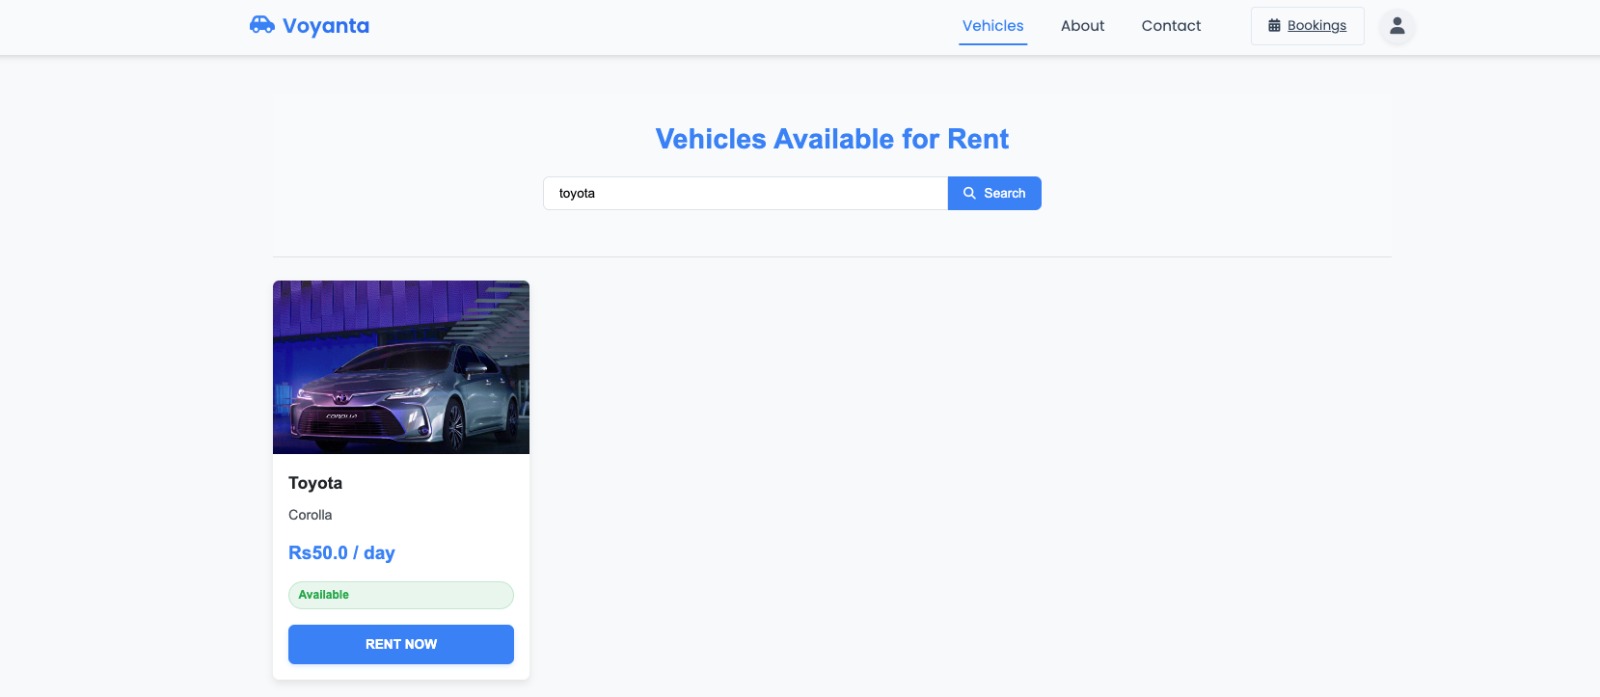 Voyanta
Vehicles
About
Contact
Bookings
Vehicles Available for Rent
toyota
Search
COROLLA
Toyota
Corolla
Rs50.0 / day
Available
RENT NOW